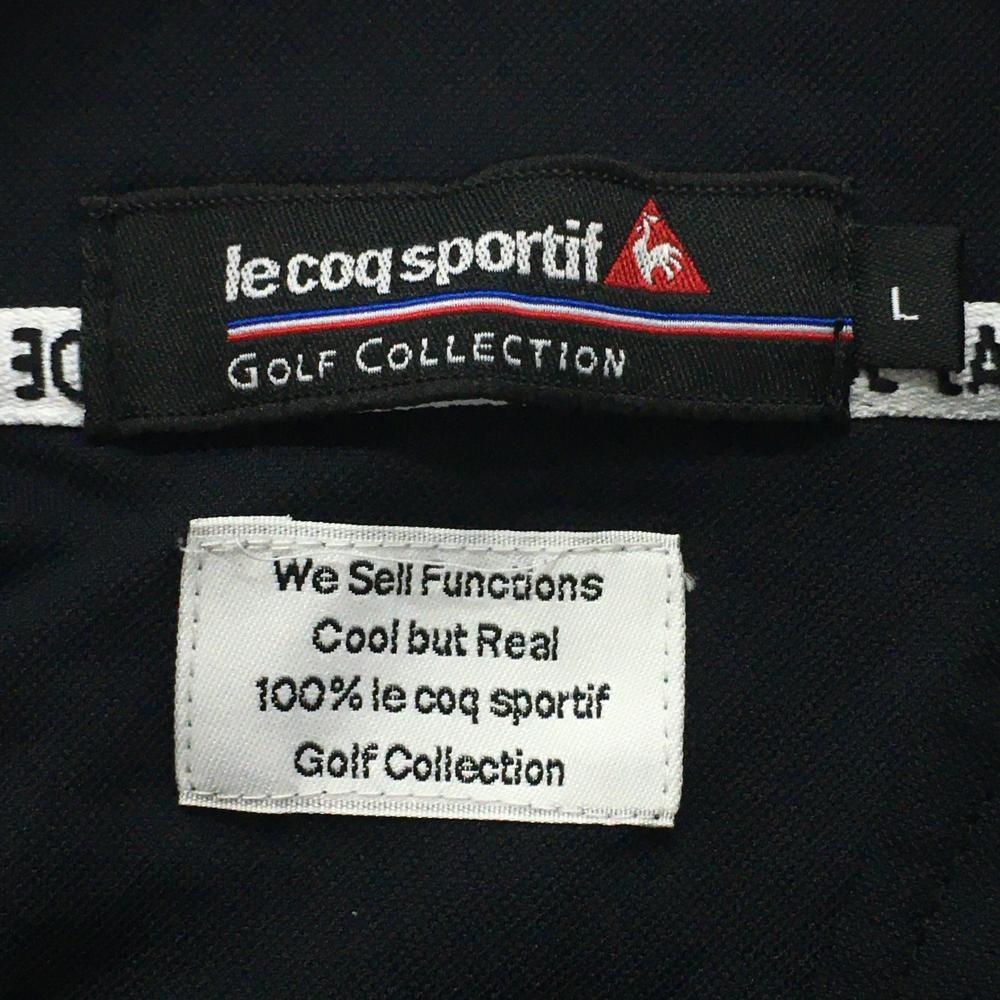 le coq sportif
GOLF COLLECTION
L
We Sell Functions
Cool but Real
100% le coq sportif
Golf Collection